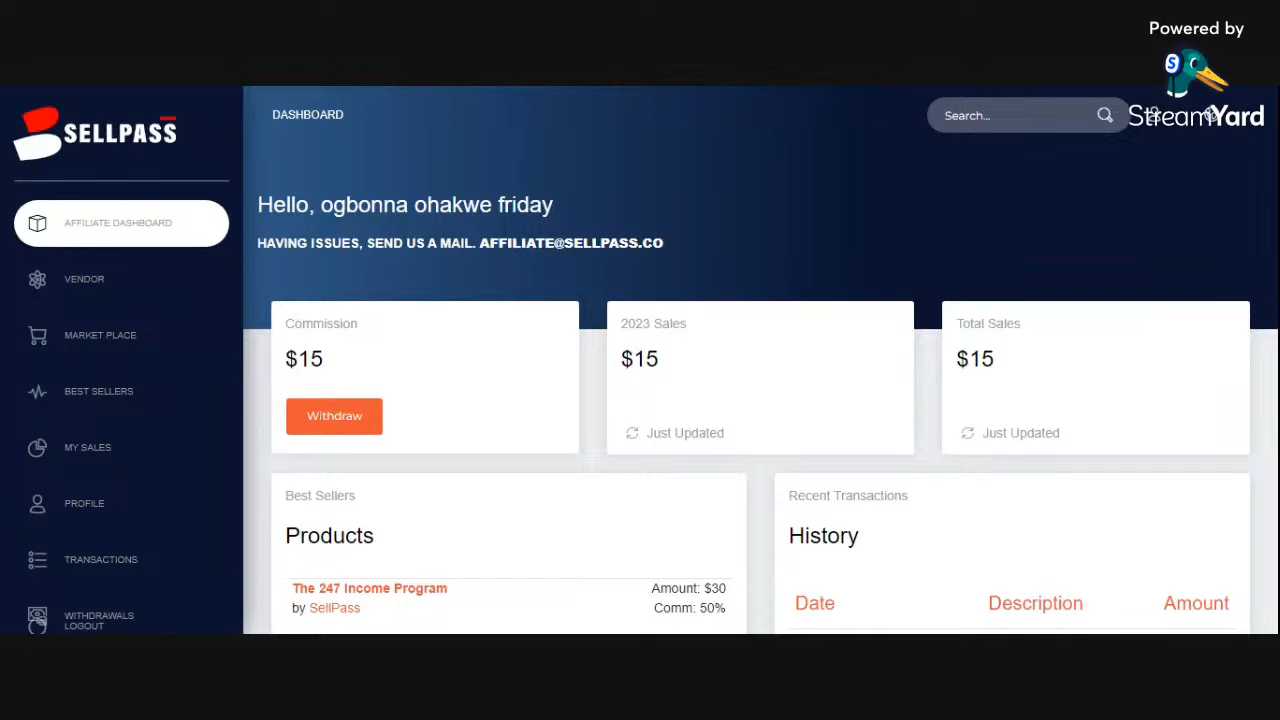 Powered by
S
StreamYard
SELLPASS
DASHBOARD
Search...
Hello, ogbonna ohakwe friday
HAVING ISSUES, SEND US A MAIL. AFFILIATE@SELLPASS.CO
AFFILIATE DASHBOARD
VENDOR
MARKET PLACE
BEST SELLERS
MY SALES
PROFILE
TRANSACTIONS
WITHDRAWALS
LOGOUT
Commission
$15
Withdraw
2023 Sales
$15
Just Updated
Total Sales
$15
Just Updated
Best Sellers
Products
The 247 Income Program Amount: $30
by SellPass Comm: 50%
Recent Transactions
History
Date Description Amount